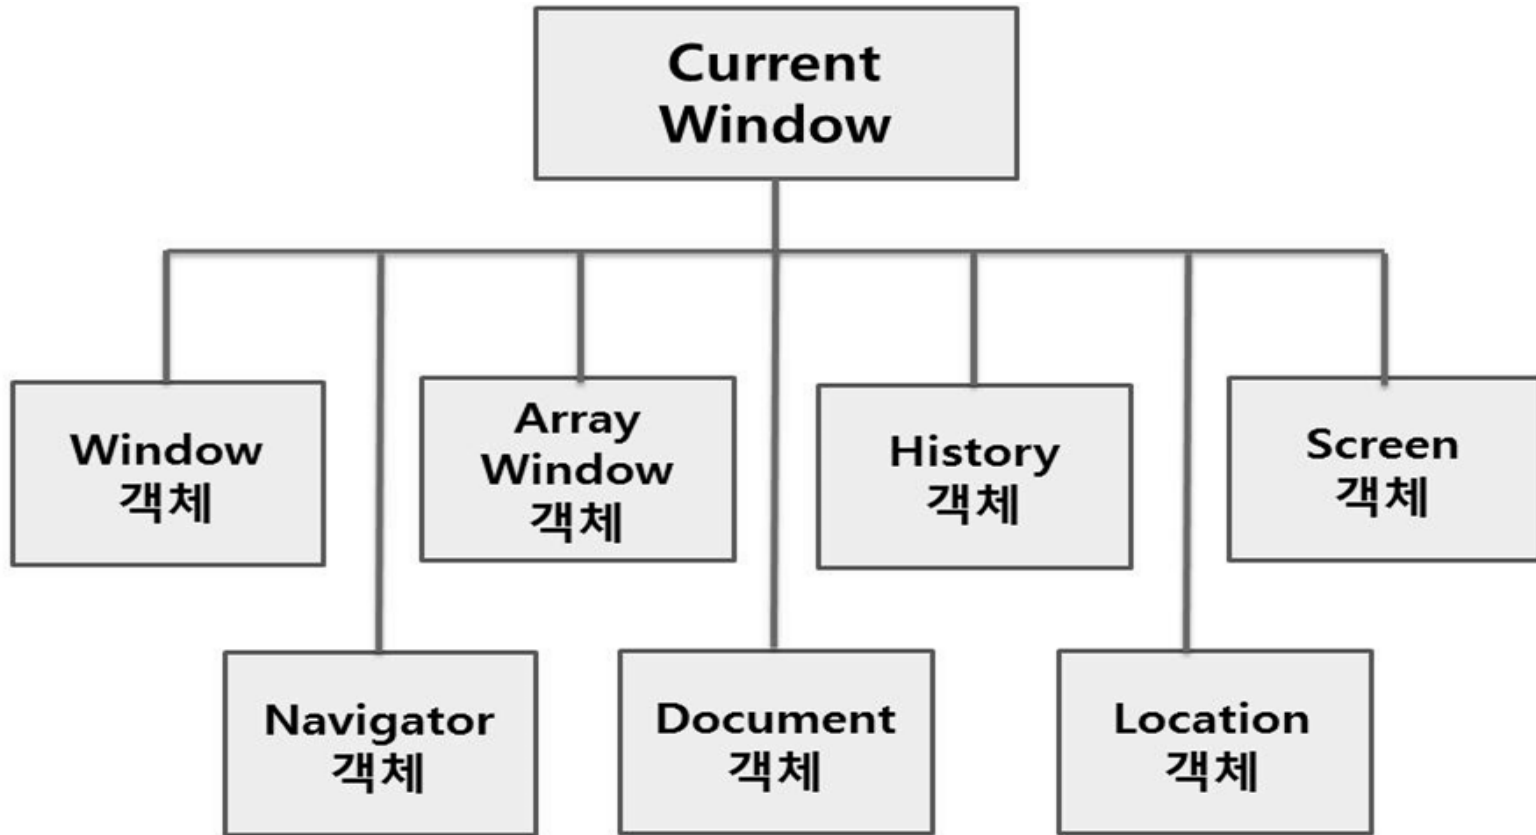 Current
Window
Window
객체
Array
Window
객체
History
객체
Screen
객체
Navigator
객체
Document
객체
Location
객체